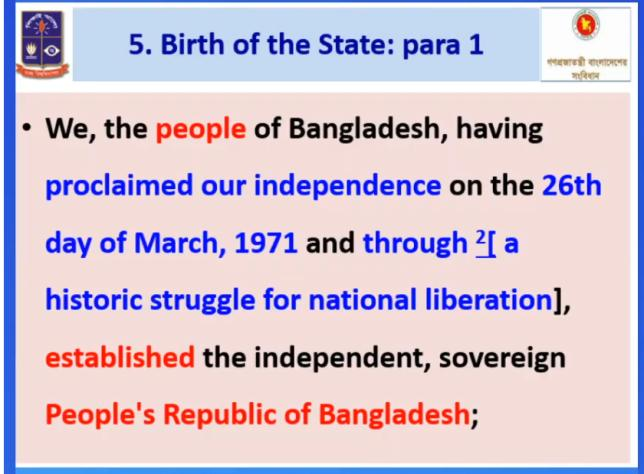 5. Birth of the State: para 1
গণপ্রজাতন্ত্রী বাংলাদেশের
সংবিধান
• We, the people of Bangladesh, having
proclaimed our independence on the 26th
day of March, 1971 and through ²[ a
historic struggle for national liberation],
established the independent, sovereign
People's Republic of Bangladesh;